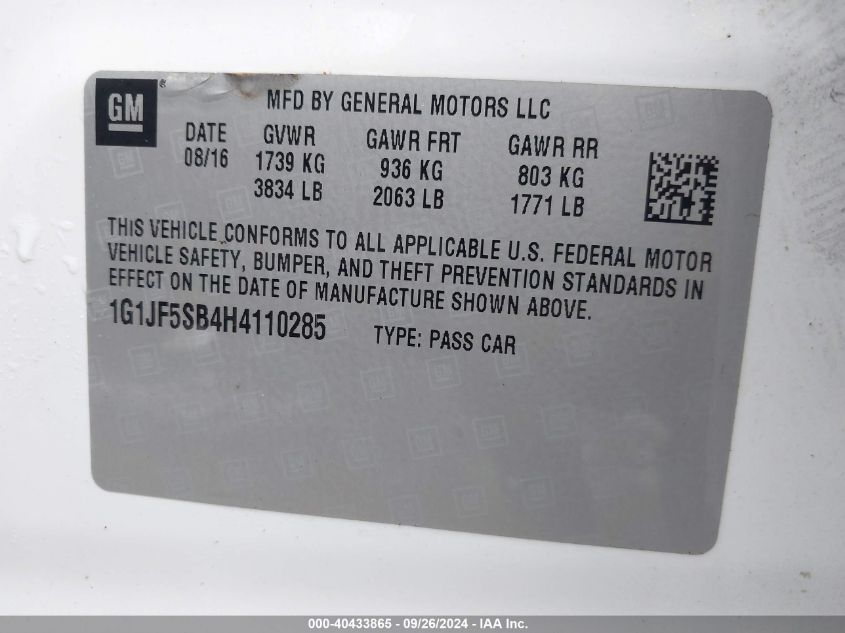 GM
MFD BY GENERAL MOTORS LLC
DATE GVWR GAWR FRT GAWR RR
08/16 1739 KG 936 KG 803 KG
3834 LB 2063 LB 1771 LB
THIS VEHICLE CONFORMS TO ALL APPLICABLE U.S. FEDERAL MOTOR
VEHICLE SAFETY, BUMPER, AND THEFT PREVENTION STANDARDS IN
EFFECT ON THE DATE OF MANUFACTURE SHOWN ABOVE.
1G1JF5SB4H4110285 TYPE: PASS CAR
000-40433865 - 09/26/2024 - IAA Inc.